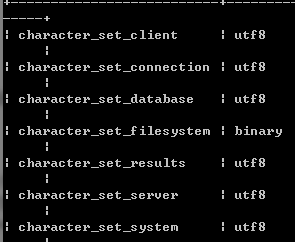 +--------------------------+--------
-----+
¦ character_set_client     ¦ utf8
     ¦
¦ character_set_connection ¦ utf8
     ¦
¦ character_set_database   ¦ utf8
     ¦
¦ character_set_filesystem ¦ binary
     ¦
¦ character_set_results    ¦ utf8
     ¦
¦ character_set_server     ¦ utf8
     ¦
¦ character_set_system     ¦ utf8
     ¦